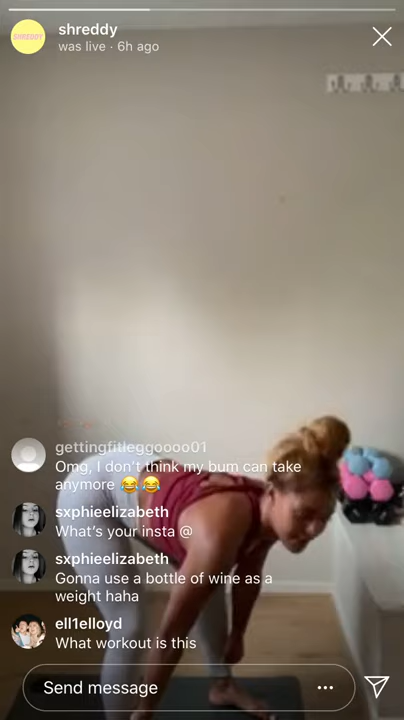 SHREDDY
shreddy
was live · 6h ago
gettingfitleggoooo01
Omg, I don't think my bum can take
anymore 😂😂
sxphieelizabeth
What's your insta @
sxphieelizabeth
Gonna use a bottle of wine as a
weight haha
ell1elloyd
What workout is this
Send message